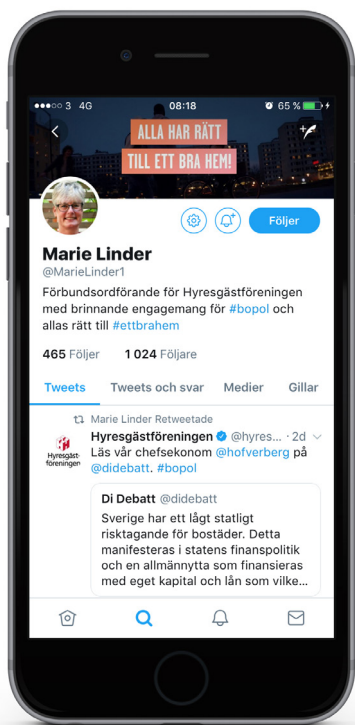 3 4G 08:18 65 %
ALLA HAR RÄTT
TILL ETT BRA HEM!
Följer
Marie Linder
@MarieLinder1
Förbundsordförande för Hyresgästföreningen
med brinnande engagemang för #bopol och
allas rätt till #ettbrahem
465 Följer 1 024 Följare
Tweets Tweets och svar Medier Gillar
Marie Linder Retweetade
Hyresgästföreningen @hyres... · 2d
Läs vår chefsekonom @hofverberg på
@didebatt. #bopol
Hyresgäst
föreningen
Di Debatt @didebatt
Sverige har ett lågt statligt
risktagande för bostäder. Detta
manifesteras i statens finanspolitik
och en allmännytta som finansieras
med eget kapital och lån som vilke...